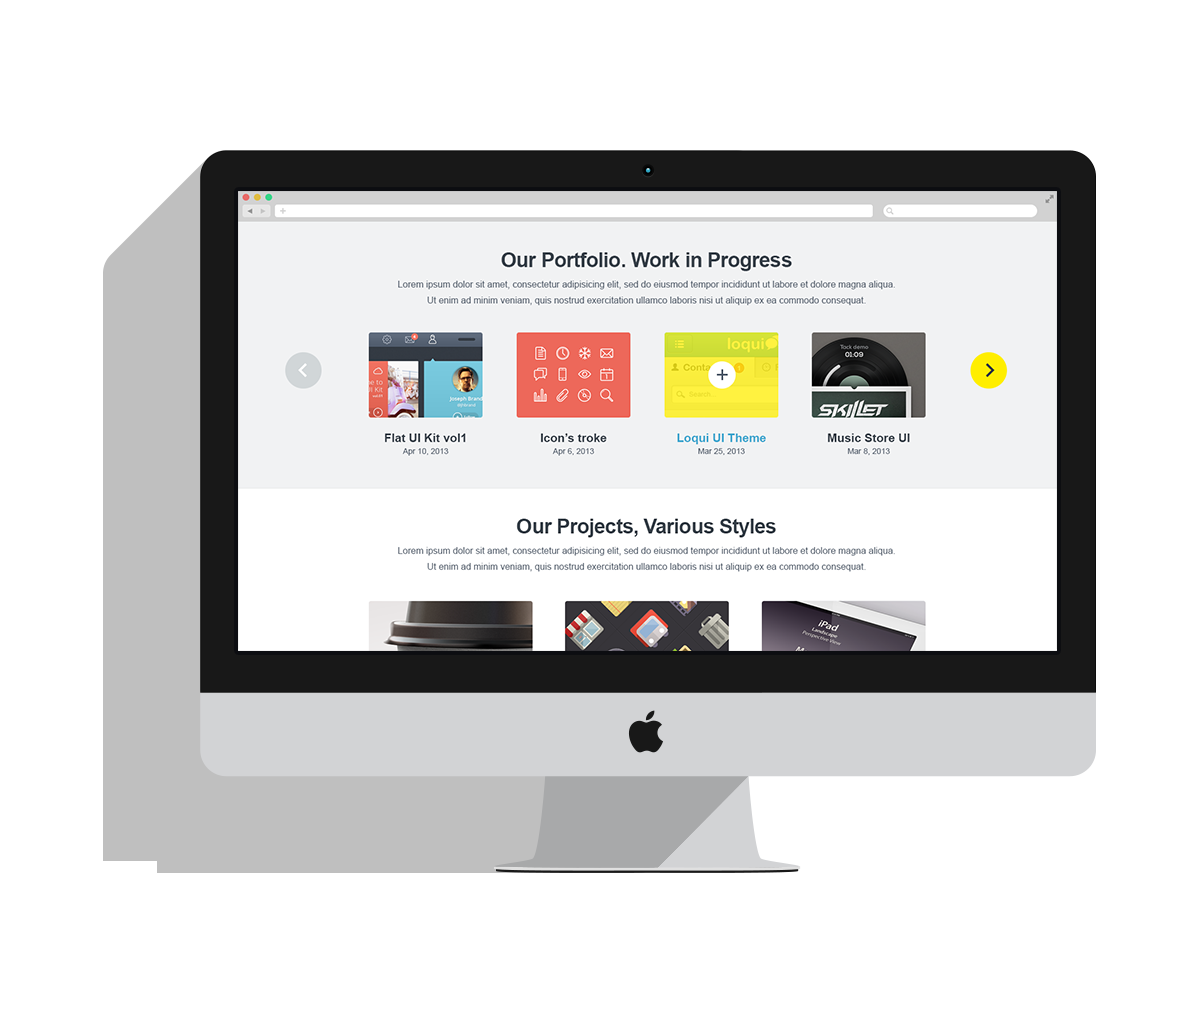 Our Portfolio. Work in Progress
Lorem ipsum dolor sit amet, consectetur adipisicing elit, sed do eiusmod tempor incididunt ut labore et dolore magna aliqua.
Ut enim ad minim veniam, quis nostrud exercitation ullamco laboris nisi ut aliquip ex ea commodo consequat.
loqui
Joseph Brand
Search...
1
Tack demo
01:09
SKILLET
Flat UI Kit vol1
Icon's troke
Loqui UI Theme
Music Store UI
Apr 10, 2013
Apr 6, 2013
Mar 25, 2013
Mar 8, 2013
Our Projects, Various Styles
Lorem ipsum dolor sit amet, consectetur adipisicing elit, sed do eiusmod tempor incididunt ut labore et dolore magna aliqua.
Ut enim ad minim veniam, quis nostrud exercitation ullamco laboris nisi ut aliquip ex ea commodo consequat.
iPad
Landscape
Perspective View